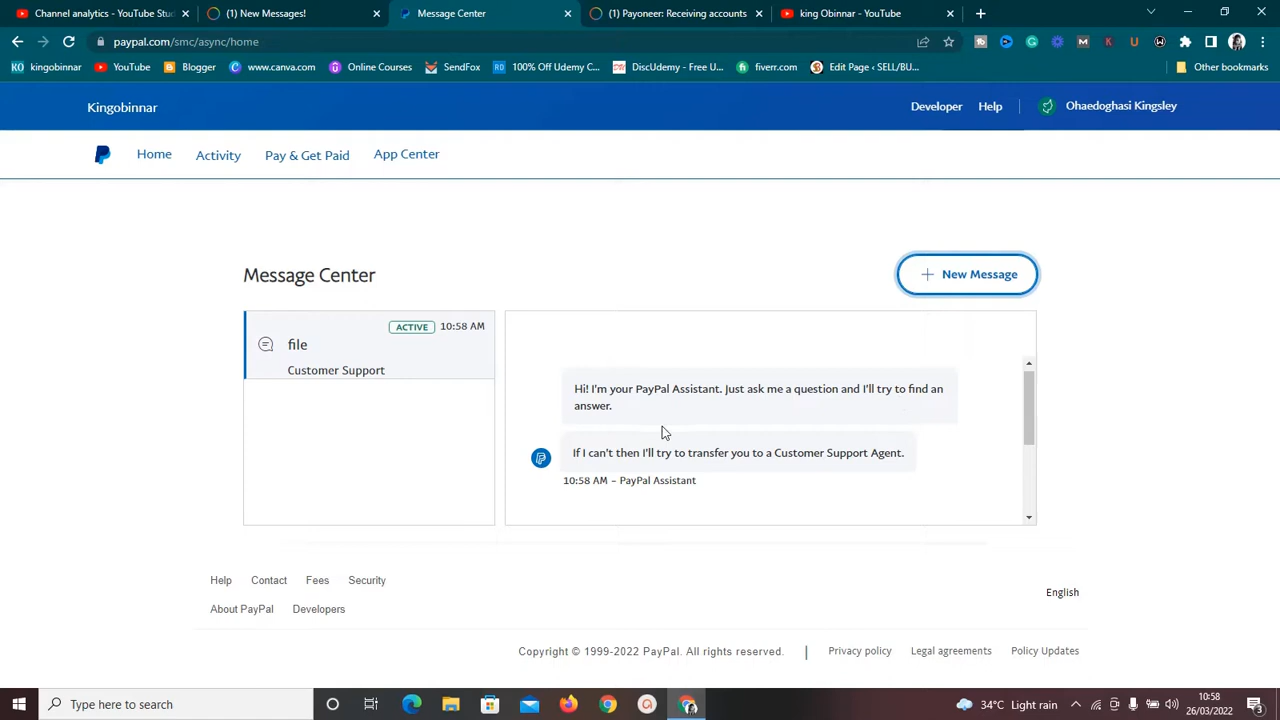 Channel analytics - YouTube Stud
(1) New Messages!
Message Center
(1) Payoneer: Receiving accounts
king Obinnar - YouTube
paypal.com/smc/async/home
KO kingobinnar
YouTube
Blogger
www.canva.com
Online Courses
SendFox
RD 100% Off Udemy C...
DiscUdemy - Free U...
fiverr.com
Edit Page ‹ SELL/BU...
Other bookmarks
Kingobinnar
Developer
Help
Ohaedoghasi Kingsley
Home
Activity
Pay & Get Paid
App Center
Message Center
+ New Message
ACTIVE 10:58 AM
file
Customer Support
Hi! I'm your PayPal Assistant. Just ask me a question and I'll try to find an
answer.
If I can't then I'll try to transfer you to a Customer Support Agent.
10:58 AM – PayPal Assistant
Help
Contact
Fees
Security
English
About PayPal
Developers
Copyright © 1999-2022 PayPal. All rights reserved.
Privacy policy
Legal agreements
Policy Updates
Type here to search
34°C Light rain
10:58
26/03/2022